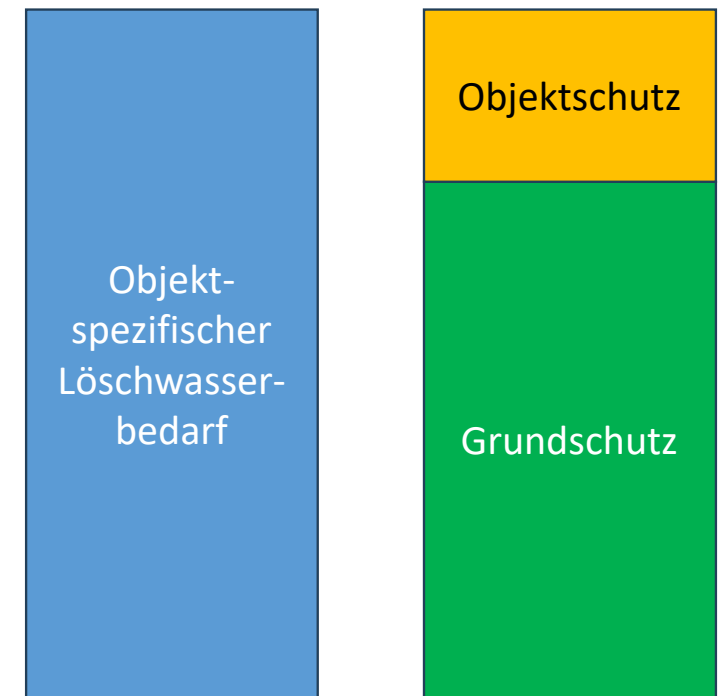 Objekt-
spezifischer
Löschwasser-
bedarf
Objektschutz
Grundschutz